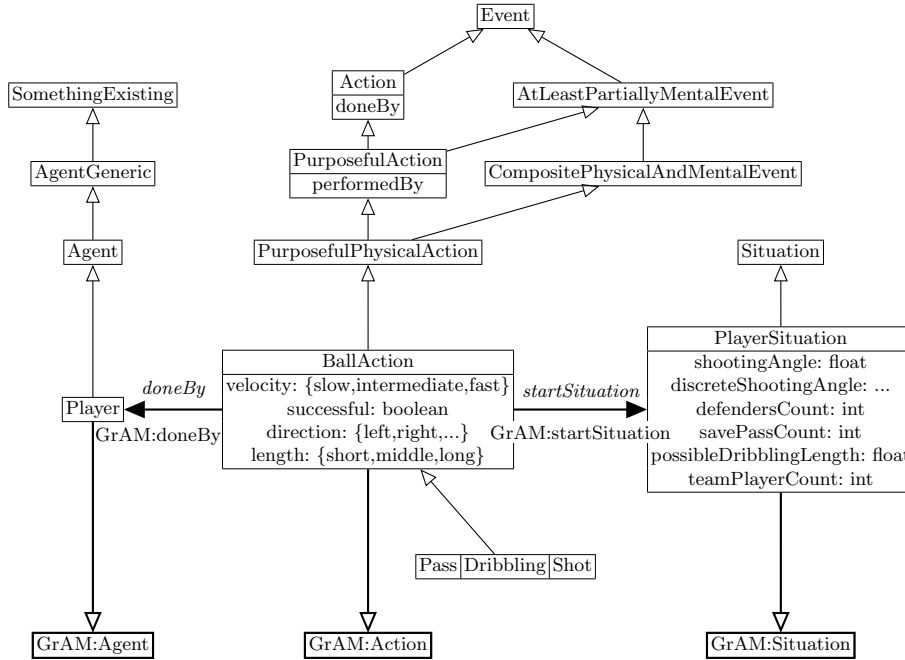 Event
Action
doneBy
SomethingExisting
AtLeastPartiallyMentalEvent
PurposefulAction
performedBy
AgentGeneric
CompositePhysicalAndMentalEvent
Agent
PurposefulPhysicalAction
Situation
BallAction
velocity: {slow,intermediate,fast}
successful: boolean
direction: {left,right,...}
length: {short,middle,long}
PlayerSituation
shootingAngle: float
discreteShootingAngle: ...
defendersCount: int
savePassCount: int
possibleDribblingLength: float
teamPlayerCount: int
doneBy
startSituation
Player
GrAM:doneBy
GrAM:startSituation
Pass Dribbling Shot
GrAM:Agent
GrAM:Action
GrAM:Situation